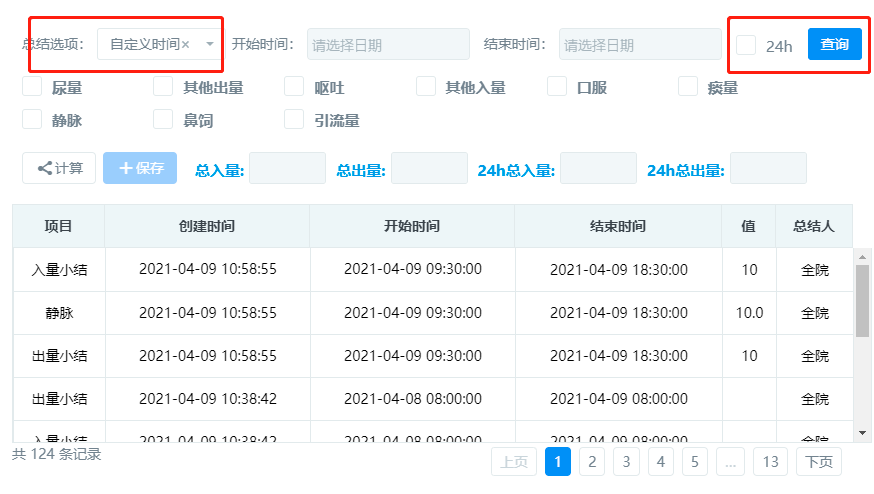 总结选项： 自定义时间× 开始时间： 请选择日期 结束时间： 请选择日期 24h 查询
尿量 其他出量 呕吐 其他入量 口服 痰量
静脉 鼻饲 引流量
计算 +保存 总入量: 总出量: 24h总入量: 24h总出量:
项目 创建时间 开始时间 结束时间 值 总结人
入量小结 2021-04-09 10:58:55 2021-04-09 09:30:00 2021-04-09 18:30:00 10 全院
静脉 2021-04-09 10:58:55 2021-04-09 09:30:00 2021-04-09 18:30:00 10.0 全院
出量小结 2021-04-09 10:58:55 2021-04-09 09:30:00 2021-04-09 18:30:00 10 全院
出量小结 2021-04-09 10:38:42 2021-04-08 08:00:00 2021-04-09 08:00:00 全院
入量小结 2021-04-09 10:38:42 2021-04-08 08:00:00 2021-04-09 08:00:00 全院
共 124 条记录 上页 1 2 3 4 5 ... 13 下页